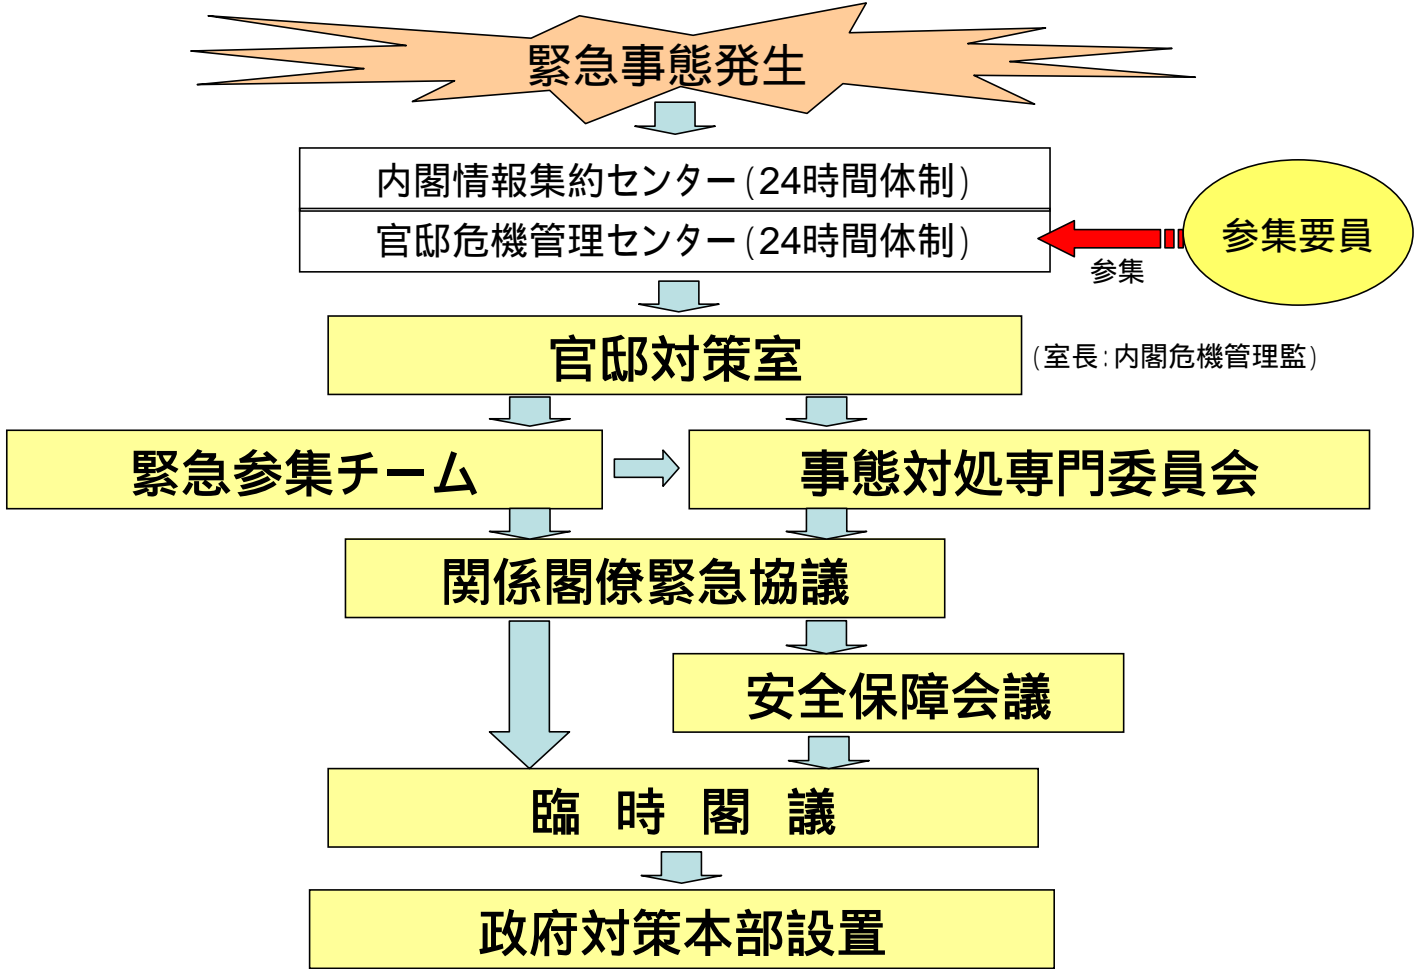 緊急事態発生
内閣情報集約センター(24時間体制)
官邸危機管理センター(24時間体制)
参集要員
参集
官邸対策室
(室長:内閣危機管理監)
緊急参集チーム
事態対処専門委員会
関係閣僚緊急協議
安全保障会議
臨時閣議
政府対策本部設置